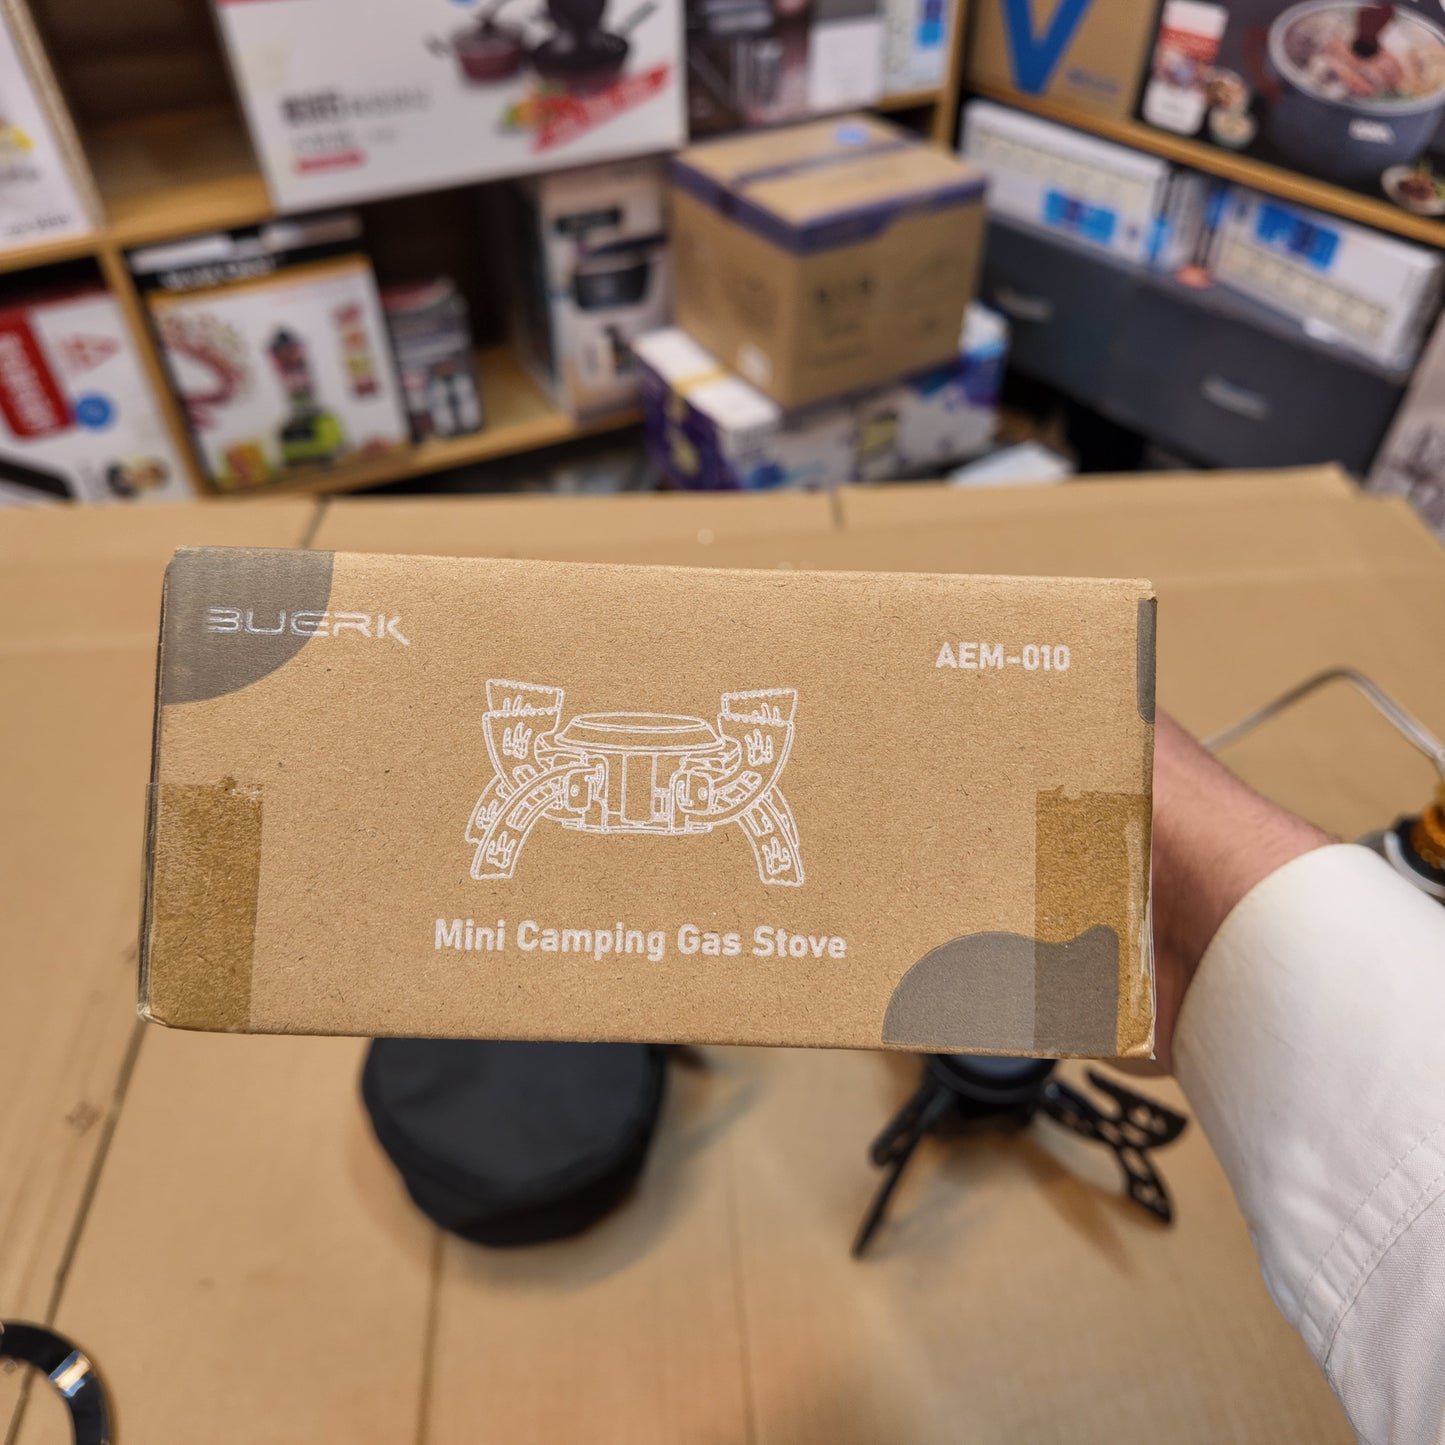 BUERK
AEM-010
Mini Camping Gas Stove